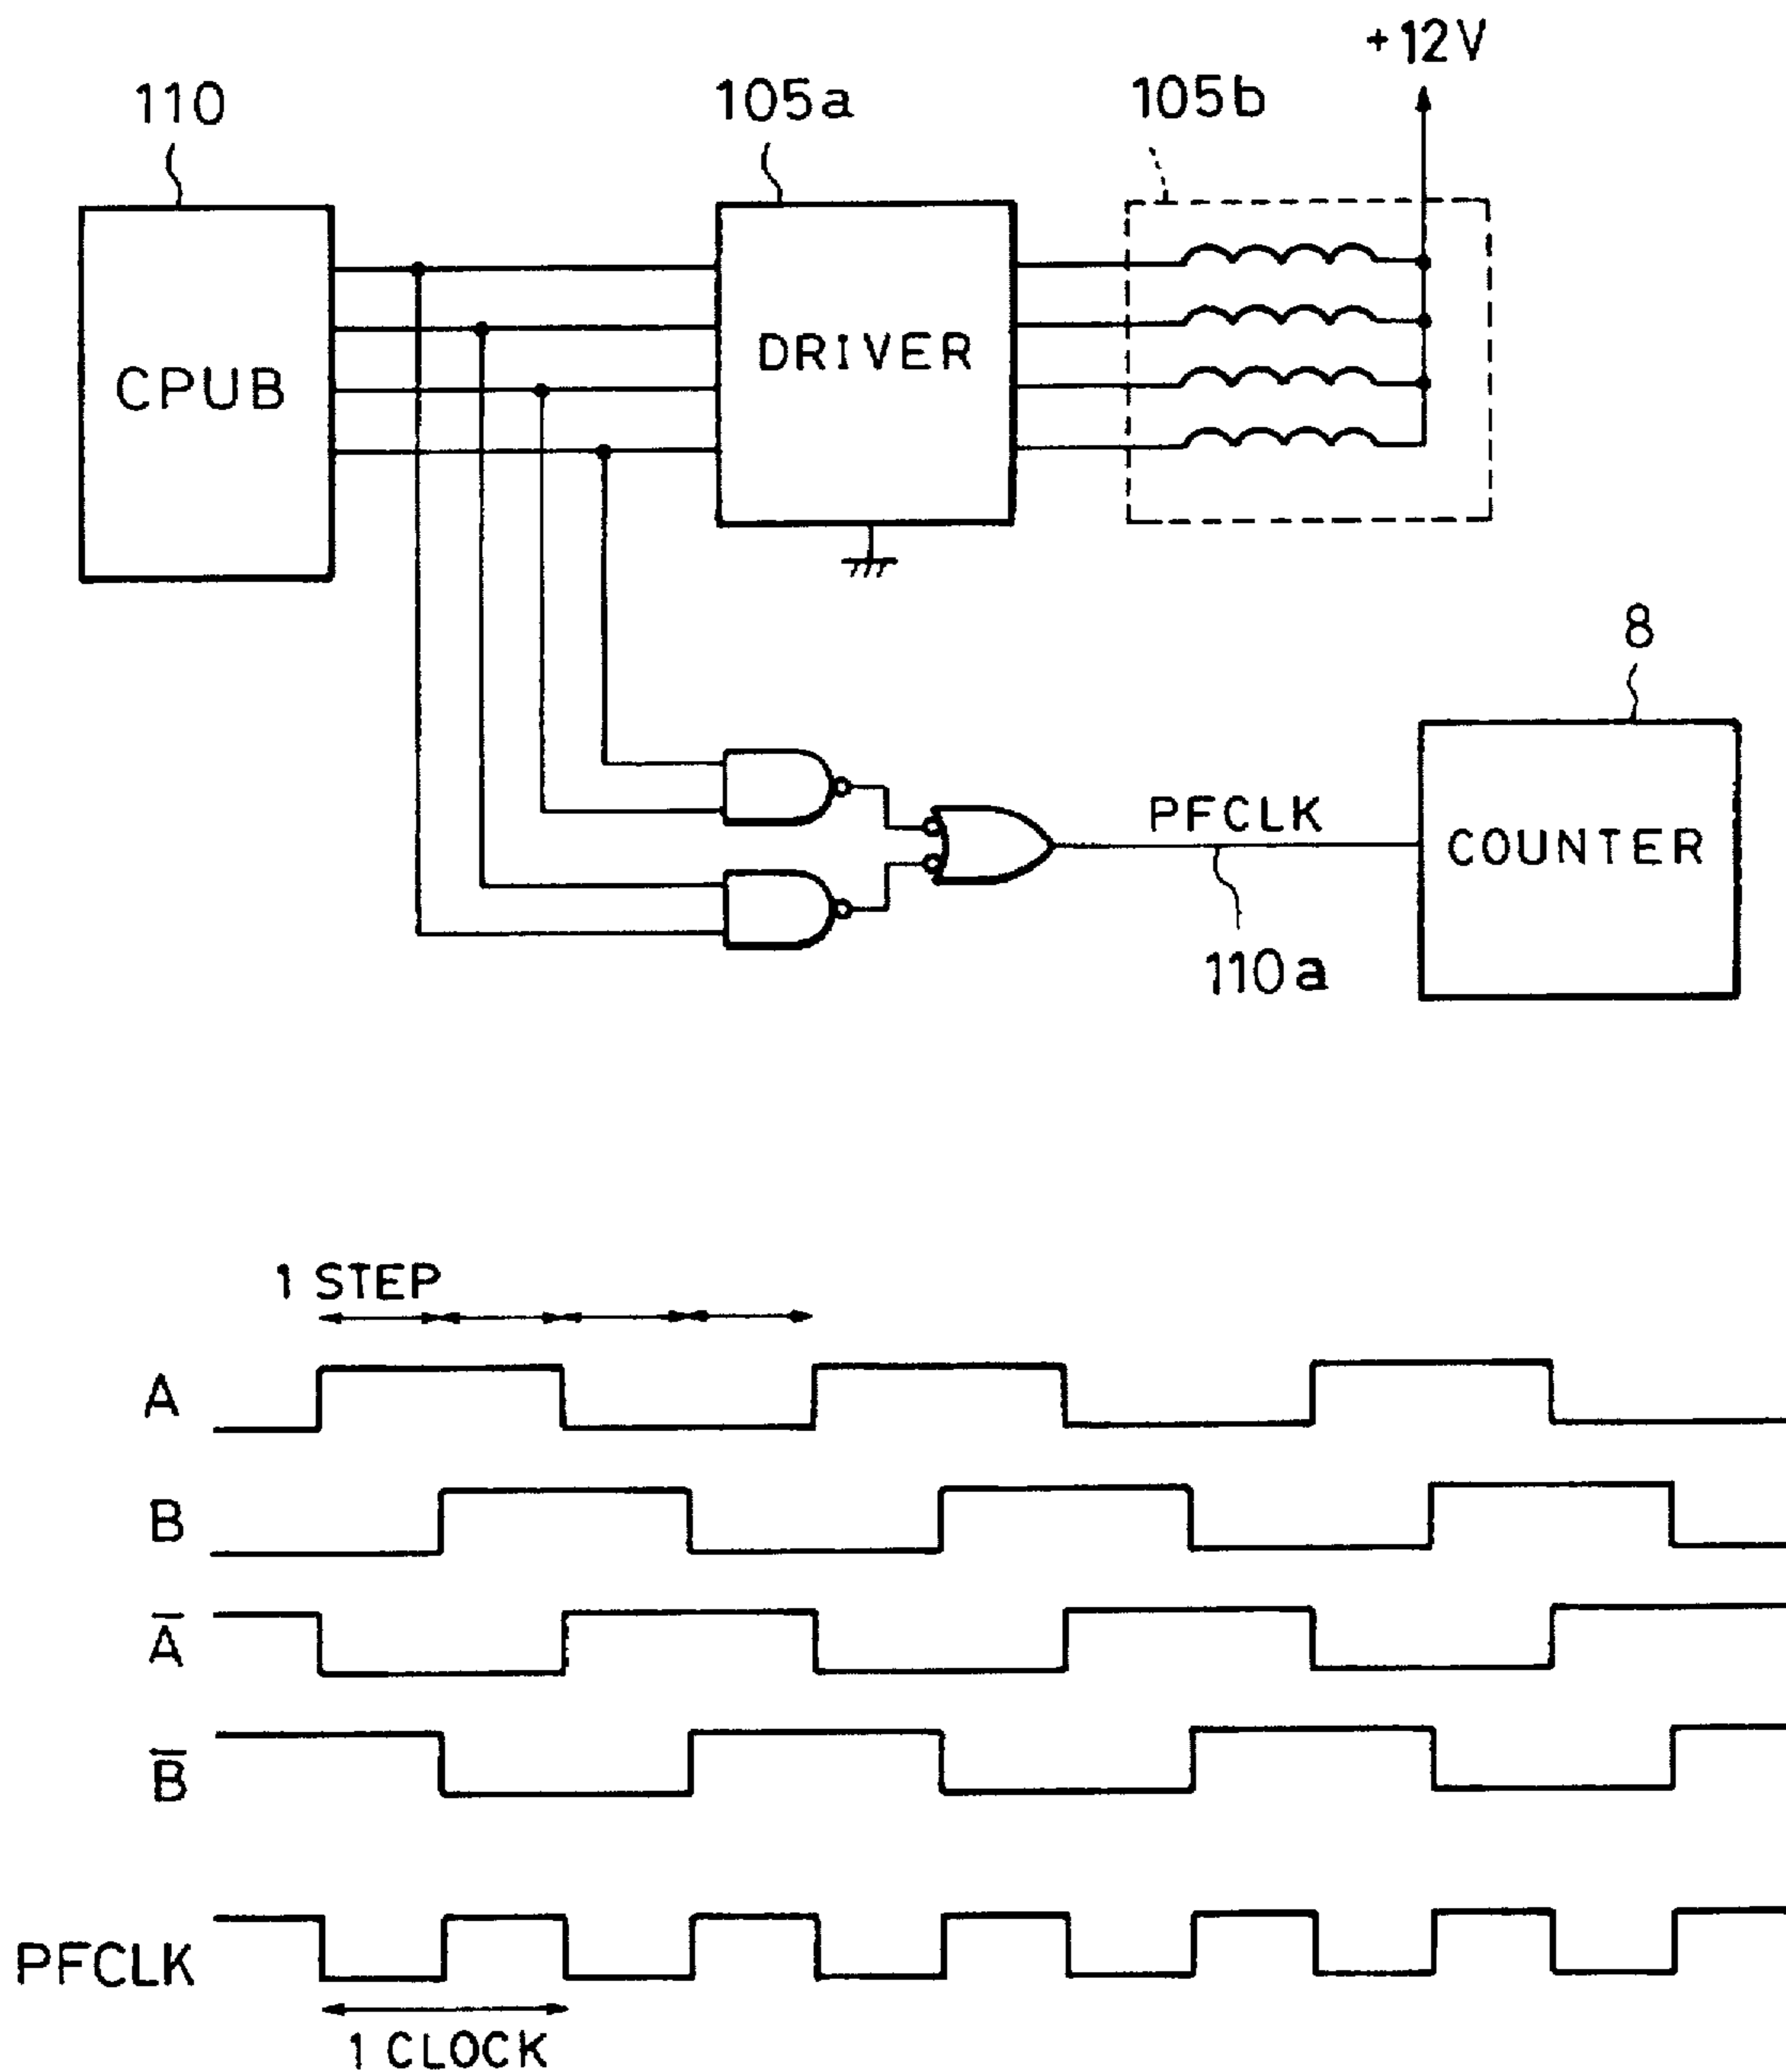 +12V
110
105a
105b
CPUB
DRIVER
8
PFCLK
COUNTER
110a
1 STEP
A
B
A̅
B̅
PFCLK
1 CLOCK